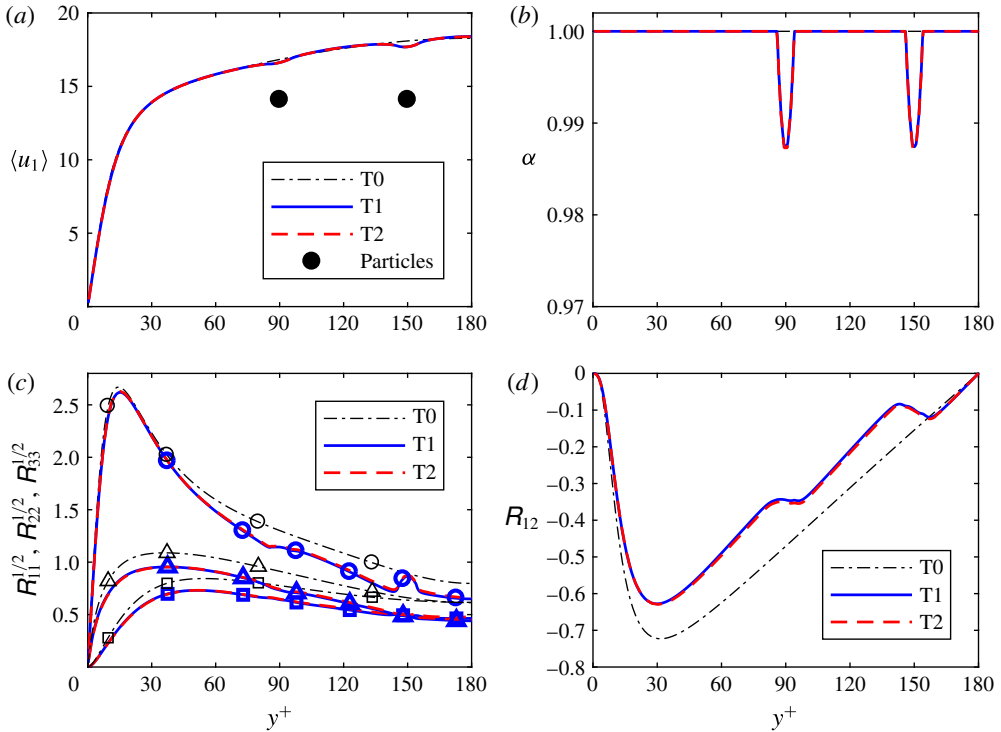 (a)
20
15
10
5
⟨u₁⟩
T0
T1
T2
Particles
0 30 60 90 120 150 180
(b)
1.00
0.99
α
0.98
0.97
0 30 60 90 120 150 180
(c)
2.5
2.0
1.5
1.0
0.5
R₁₁^{1/2}, R₂₂^{1/2}, R₃₃^{1/2}
T0
T1
T2
0 30 60 90 120 150 180
y⁺
(d)
0
−0.1
−0.2
−0.3
−0.4
R₁₂
−0.5
−0.6
−0.7
−0.8
T0
T1
T2
0 30 60 90 120 150 180
y⁺